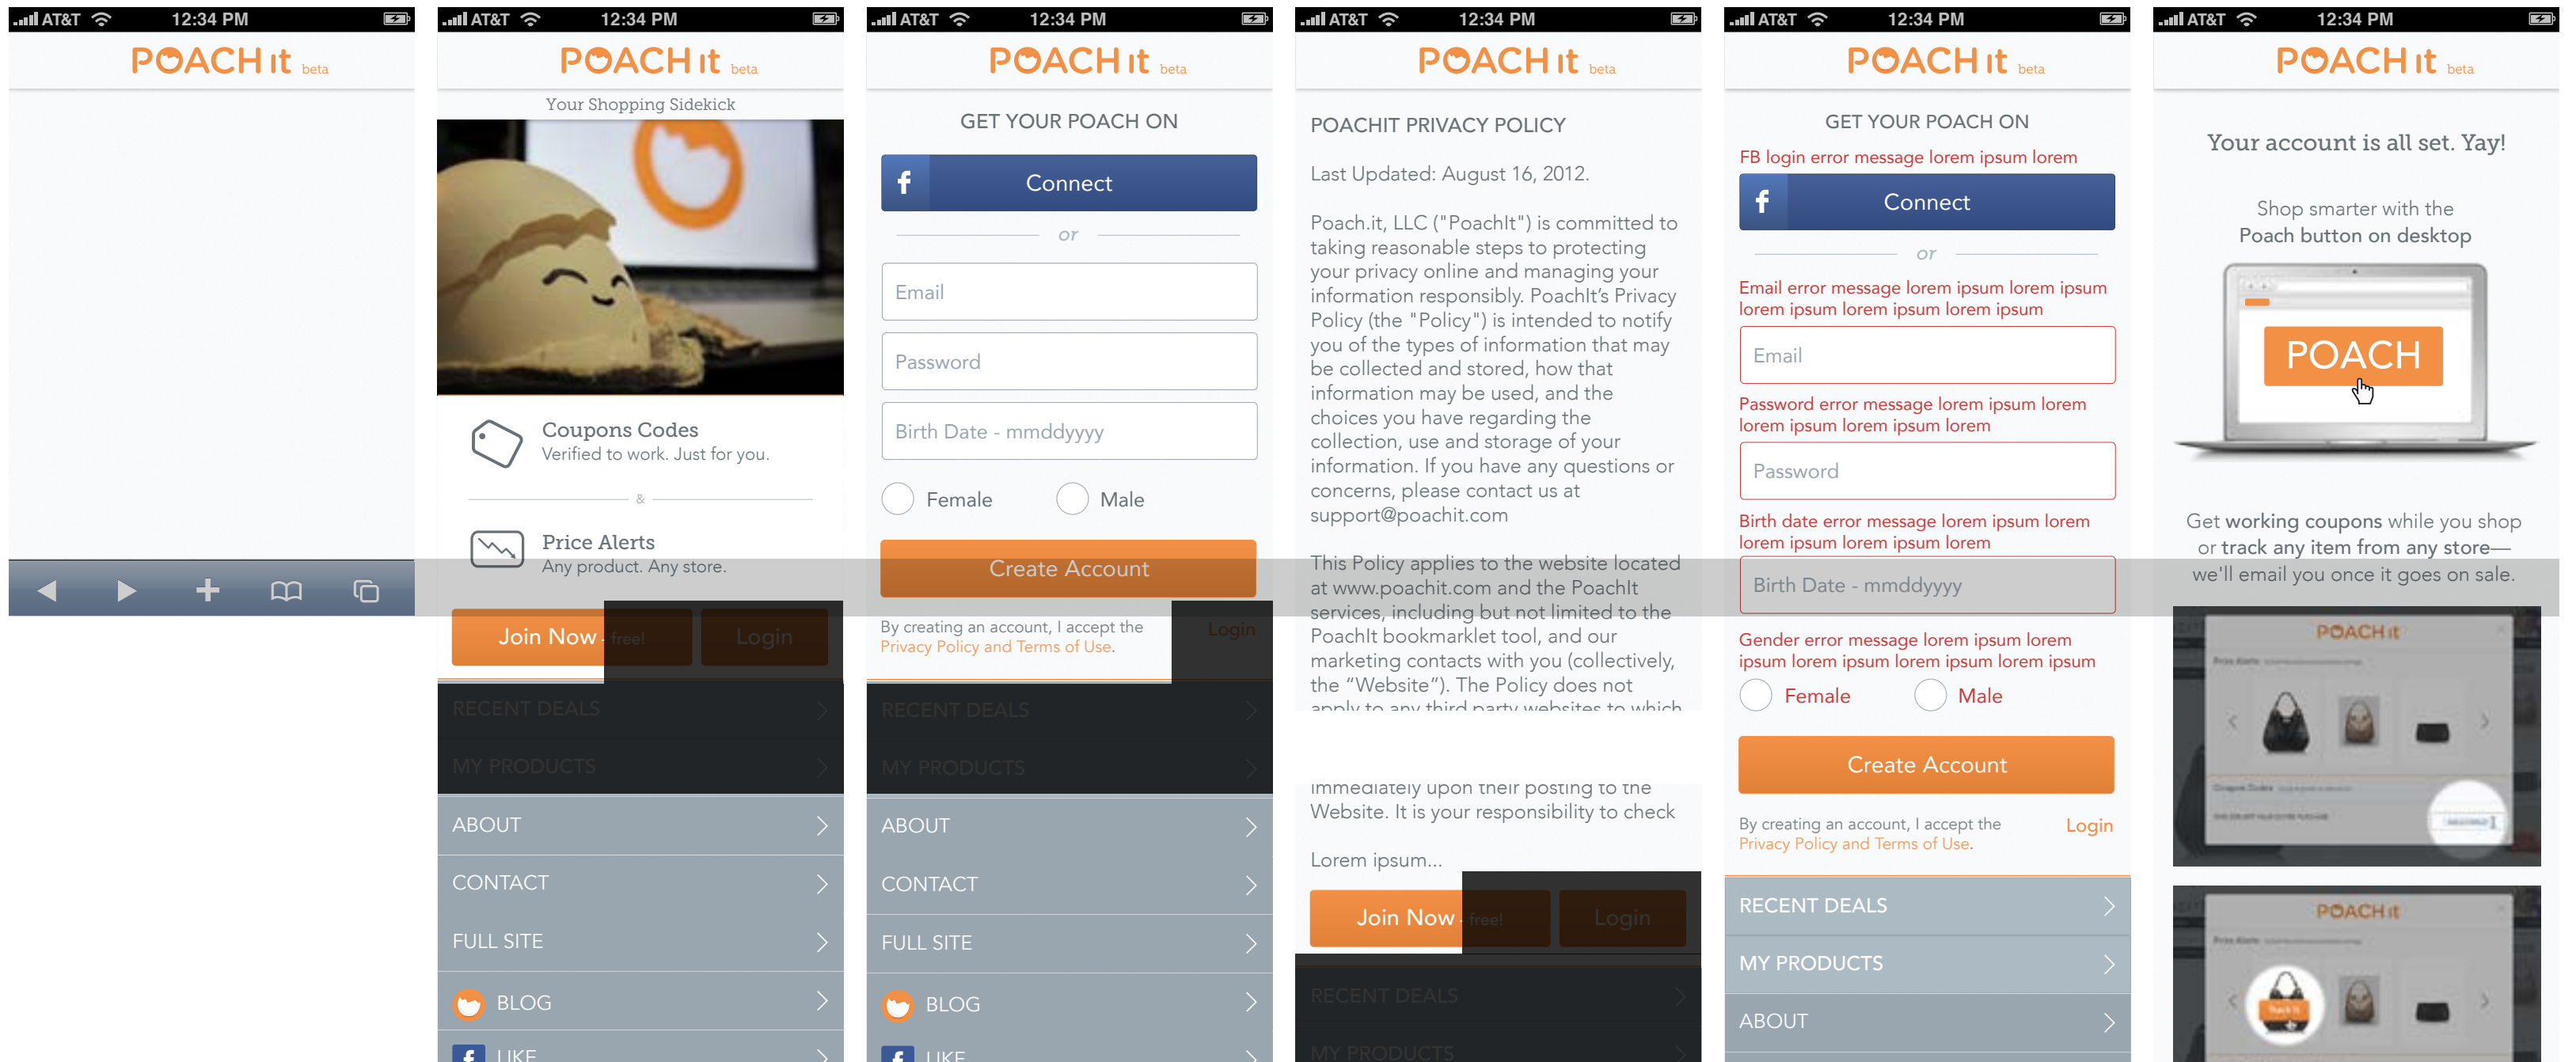 AT&T 12:34 PM
POACH it beta
AT&T 12:34 PM
POACH it beta
Your Shopping Sidekick
Coupons Codes
Verified to work. Just for you.
&
Price Alerts
Any product. Any store.
Join Now - free!
Login
RECENT DEALS
MY PRODUCTS
ABOUT
CONTACT
FULL SITE
BLOG
LIKE
AT&T 12:34 PM
POACH it beta
GET YOUR POACH ON
f Connect
or
Email
Password
Birth Date - mmddyyyy
Female Male
Create Account
By creating an account, I accept the
Privacy Policy and Terms of Use.
Login
RECENT DEALS
MY PRODUCTS
ABOUT
CONTACT
FULL SITE
BLOG
LIKE
AT&T 12:34 PM
POACH it beta
POACHIT PRIVACY POLICY
Last Updated: August 16, 2012.
Poach.it, LLC ("PoachIt") is committed to
taking reasonable steps to protecting
your privacy online and managing your
information responsibly. PoachIt’s Privacy
Policy (the "Policy") is intended to notify
you of the types of information that may
be collected and stored, how that
information may be used, and the
choices you have regarding the
collection, use and storage of your
information. If you have any questions or
concerns, please contact us at
support@poachit.com
This Policy applies to the website located
at www.poachit.com and the PoachIt
services, including but not limited to the
PoachIt bookmarklet tool, and our
marketing contacts with you (collectively,
the “Website”). The Policy does not
apply to any third party websites to which
immediately upon their posting to the
Website. It is your responsibility to check
Lorem ipsum...
Join Now - free!
Login
RECENT DEALS
MY PRODUCTS
AT&T 12:34 PM
POACH it beta
GET YOUR POACH ON
FB login error message lorem ipsum lorem
f Connect
or
Email error message lorem ipsum lorem ipsum
lorem ipsum lorem ipsum lorem ipsum
Email
Password error message lorem ipsum lorem
lorem ipsum lorem ipsum lorem
Password
Birth date error message lorem ipsum lorem
lorem ipsum lorem ipsum lorem
Birth Date - mmddyyyy
Gender error message lorem ipsum lorem
ipsum lorem ipsum lorem ipsum lorem ipsum
Female Male
Create Account
By creating an account, I accept the
Privacy Policy and Terms of Use.
Login
RECENT DEALS
MY PRODUCTS
ABOUT
AT&T 12:34 PM
POACH it beta
Your account is all set. Yay!
Shop smarter with the
Poach button on desktop
POACH
Get working coupons while you shop
or track any item from any store—
we'll email you once it goes on sale.
POACH it
Price Alerts
Coupon Codes
POACH it
Price Alerts